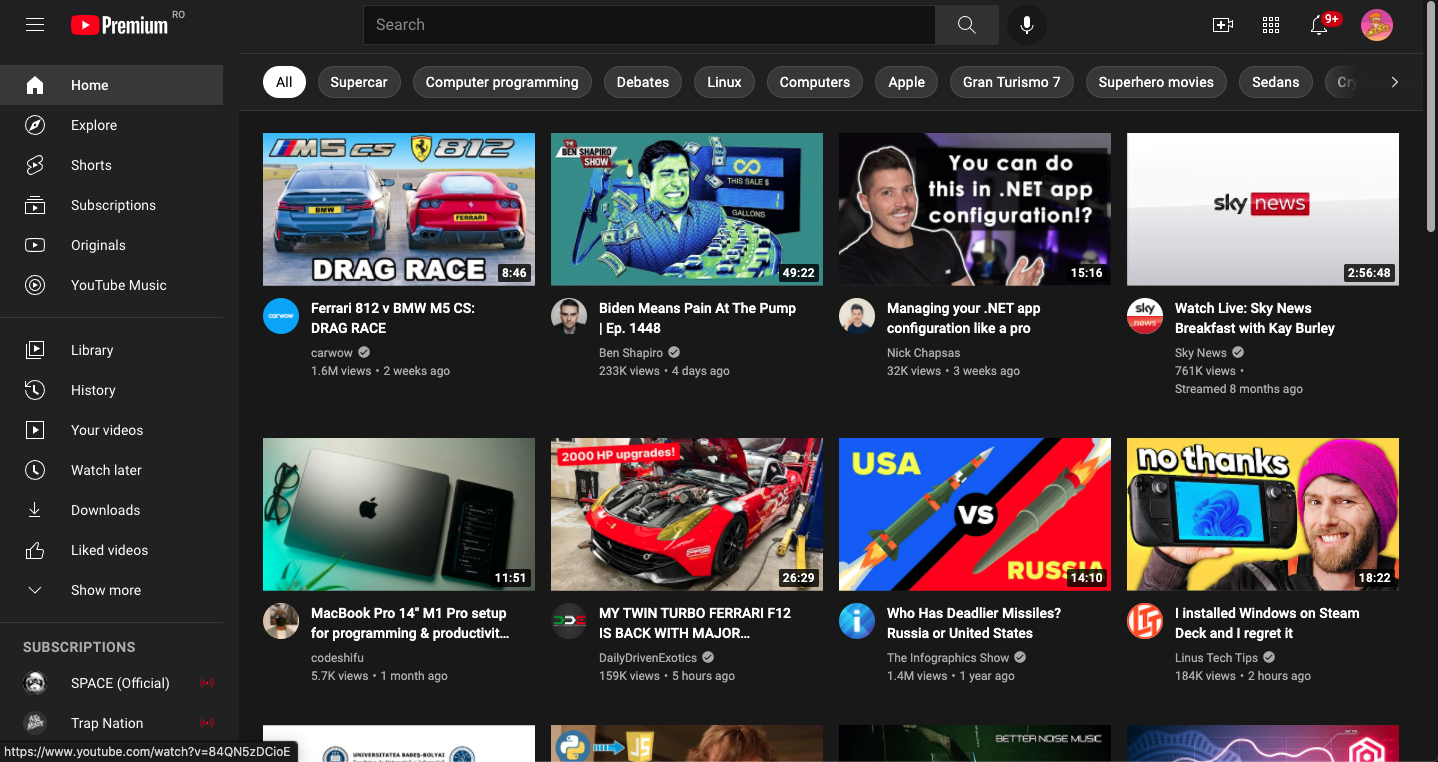 Premium RO
Search
9+
Home
Explore
Shorts
Subscriptions
Originals
YouTube Music
Library
History
Your videos
Watch later
Downloads
Liked videos
Show more
SUBSCRIPTIONS
SPACE (Official)
Trap Nation
https://www.youtube.com/watch?v=84QN5zDCioE
All
Supercar
Computer programming
Debates
Linux
Computers
Apple
Gran Turismo 7
Superhero movies
Sedans
M5 CS 812
BMW
FERRARI
DRAG RACE
8:46
Ferrari 812 v BMW M5 CS:
DRAG RACE
carwow
carwow
1.6M views • 2 weeks ago
THE
BEN SHAPIRO
SHOW
THIS SALE $
GALLONS
49:22
Biden Means Pain At The Pump
| Ep. 1448
Ben Shapiro
233K views • 4 days ago
You can do
this in .NET app
configuration!?
15:16
Managing your .NET app
configuration like a pro
Nick Chapsas
32K views • 3 weeks ago
sky news
2:56:48
sky
news
Watch Live: Sky News
Breakfast with Kay Burley
Sky News
761K views •
Streamed 8 months ago
11:51
MacBook Pro 14" M1 Pro setup
for programming & productivit...
codeshifu
5.7K views • 1 month ago
2000 HP upgrades!
26:29
DDE
MY TWIN TURBO FERRARI F12
IS BACK WITH MAJOR...
DailyDrivenExotics
159K views • 5 hours ago
USA
VS
RUSSIA
14:10
Who Has Deadlier Missiles?
Russia or United States
The Infographics Show
1.4M views • 1 year ago
no thanks
18:22
I installed Windows on Steam
Deck and I regret it
Linus Tech Tips
184K views • 2 hours ago
UNIVERSITATEA BABEŞ-BOLYAI
JS
BETTER NOISE MUSIC